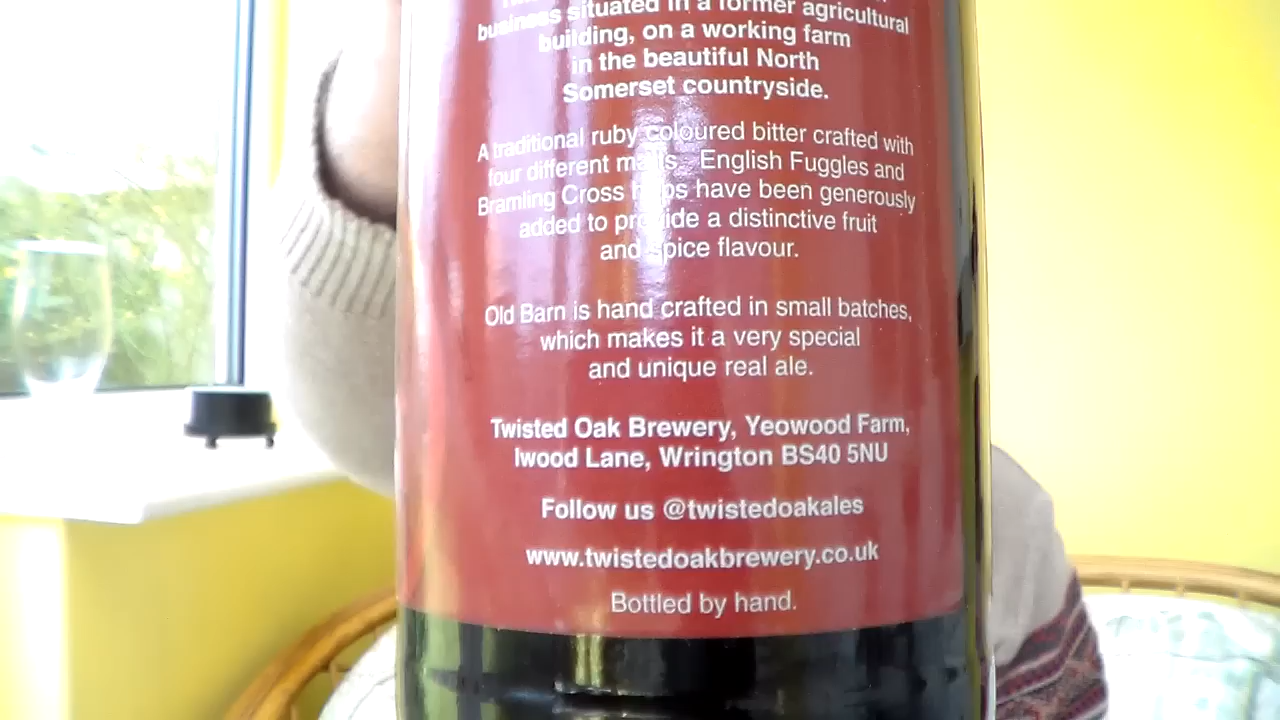 business situated in a former agricultural
building, on a working farm
in the beautiful North
Somerset countryside.
A traditional ruby coloured bitter crafted with
four different malts. English Fuggles and
Bramling Cross hops have been generously
added to provide a distinctive fruit
and spice flavour.
Old Barn is hand crafted in small batches,
which makes it a very special
and unique real ale.
Twisted Oak Brewery, Yeowood Farm,
Iwood Lane, Wrington BS40 5NU
Follow us @twistedoakales
www.twistedoakbrewery.co.uk
Bottled by hand.